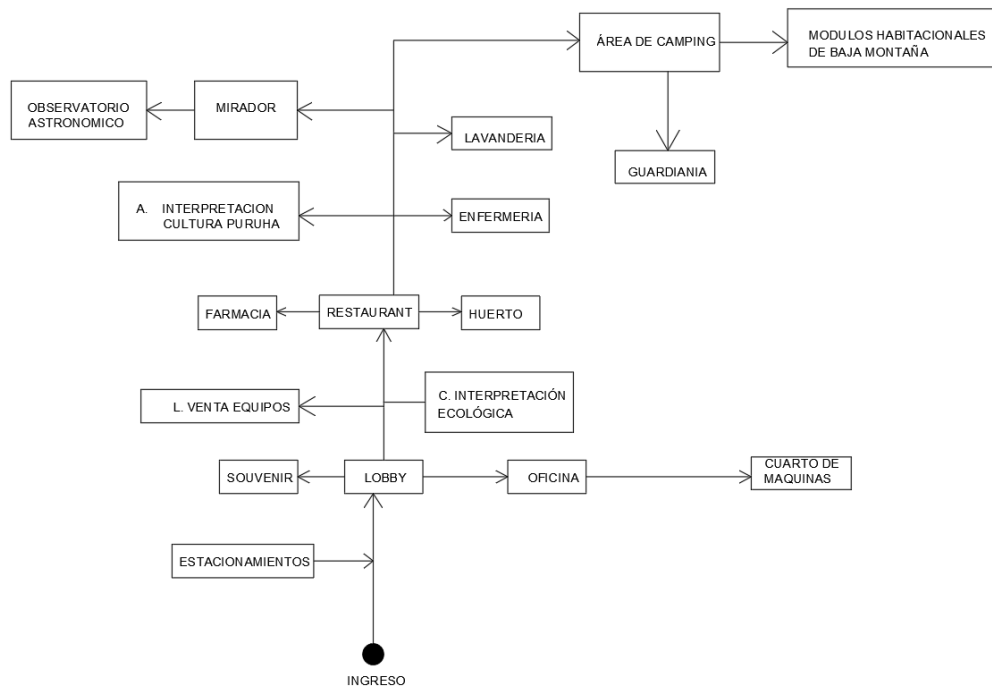 ÁREA DE CAMPING
MODULOS HABITACIONALES
DE BAJA MONTAÑA
OBSERVATORIO
ASTRONOMICO
MIRADOR
LAVANDERIA
GUARDIANIA
A. INTERPRETACION
CULTURA PURUHA
ENFERMERIA
FARMACIA
RESTAURANT
HUERTO
L. VENTA EQUIPOS
C. INTERPRETACIÓN
ECOLÓGICA
SOUVENIR
LOBBY
OFICINA
CUARTO DE
MAQUINAS
ESTACIONAMIENTOS
INGRESO